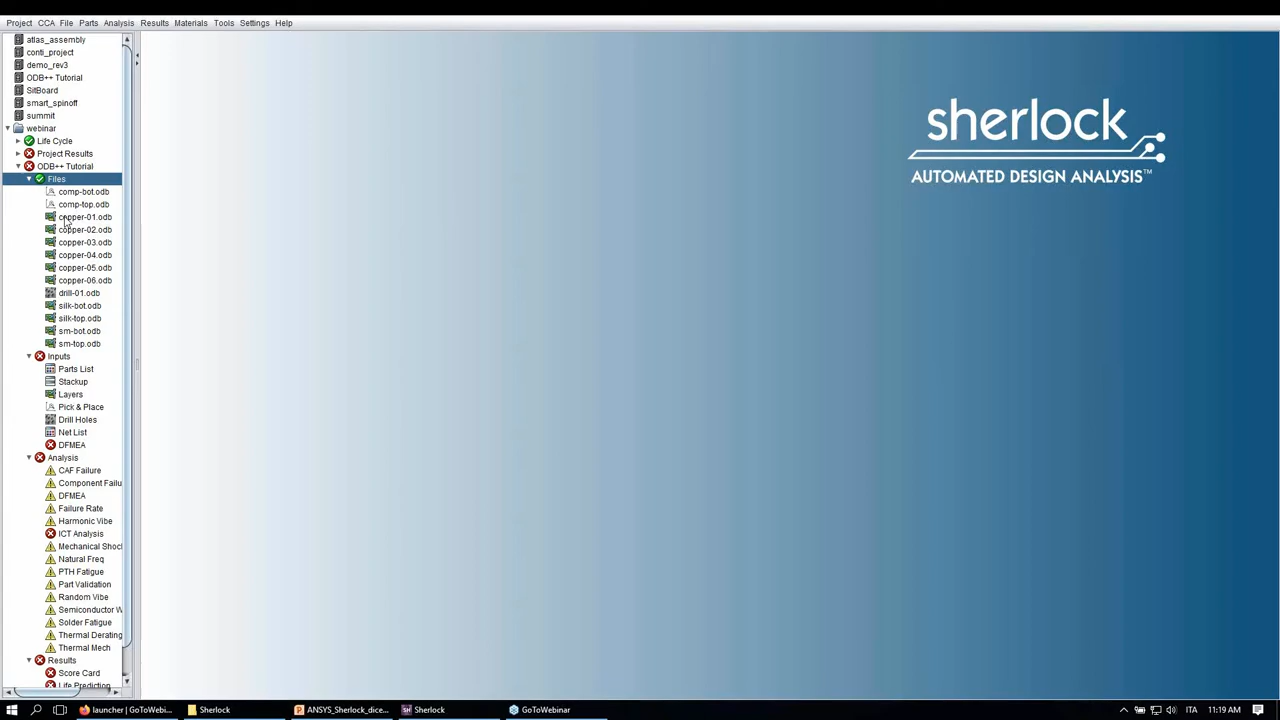 Project CCA File Parts Analysis Results Materials Tools Settings Help
atlas_assembly
conti_project
demo_rev3
ODB++ Tutorial
SitBoard
smart_spinoff
summit
webinar
Life Cycle
Project Results
ODB++ Tutorial
Files
comp-bot.odb
comp-top.odb
copper-01.odb
copper-02.odb
copper-03.odb
copper-04.odb
copper-05.odb
copper-06.odb
drill-01.odb
silk-bot.odb
silk-top.odb
sm-bot.odb
sm-top.odb
Inputs
Parts List
Stackup
Layers
Pick & Place
Drill Holes
Net List
DFMEA
Analysis
CAF Failure
Component Failu
DFMEA
Failure Rate
Harmonic Vibe
ICT Analysis
Mechanical Shoc
Natural Freq
PTH Fatigue
Part Validation
Random Vibe
Semiconductor W
Solder Fatigue
Thermal Derating
Thermal Mech
Results
Score Card
Life Prediction
sherlock
AUTOMATED DESIGN ANALYSIS™
launcher | GoToWebi... Sherlock ANSYS_Sherlock_dice... Sherlock GoToWebinar ITA 11:19 AM